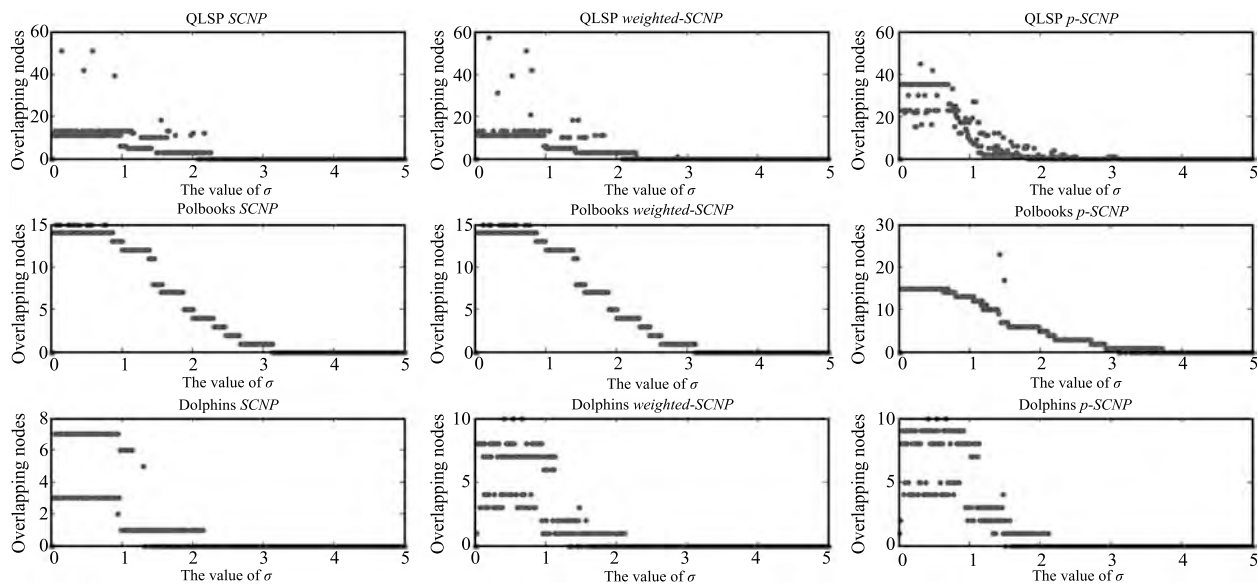 QLSP SCNP
60
40
20
0
Overlapping nodes
0 1 2 3 4 5
The value of σ
QLSP weighted-SCNP
60
40
20
0
Overlapping nodes
0 1 2 3 4 5
The value of σ
QLSP p-SCNP
60
40
20
0
Overlapping nodes
0 1 2 3 4 5
The value of σ
Polbooks SCNP
15
10
5
0
Overlapping nodes
0 1 2 3 4 5
The value of σ
Polbooks weighted-SCNP
15
10
5
0
Overlapping nodes
0 1 2 3 4 5
The value of σ
Polbooks p-SCNP
30
20
10
0
Overlapping nodes
0 1 2 3 4 5
The value of σ
Dolphins SCNP
8
6
4
2
0
Overlapping nodes
0 1 2 3 4 5
The value of σ
Dolphins weighted-SCNP
10
5
0
Overlapping nodes
0 1 2 3 4 5
The value of σ
Dolphins p-SCNP
10
5
0
Overlapping nodes
0 1 2 3 4 5
The value of σ